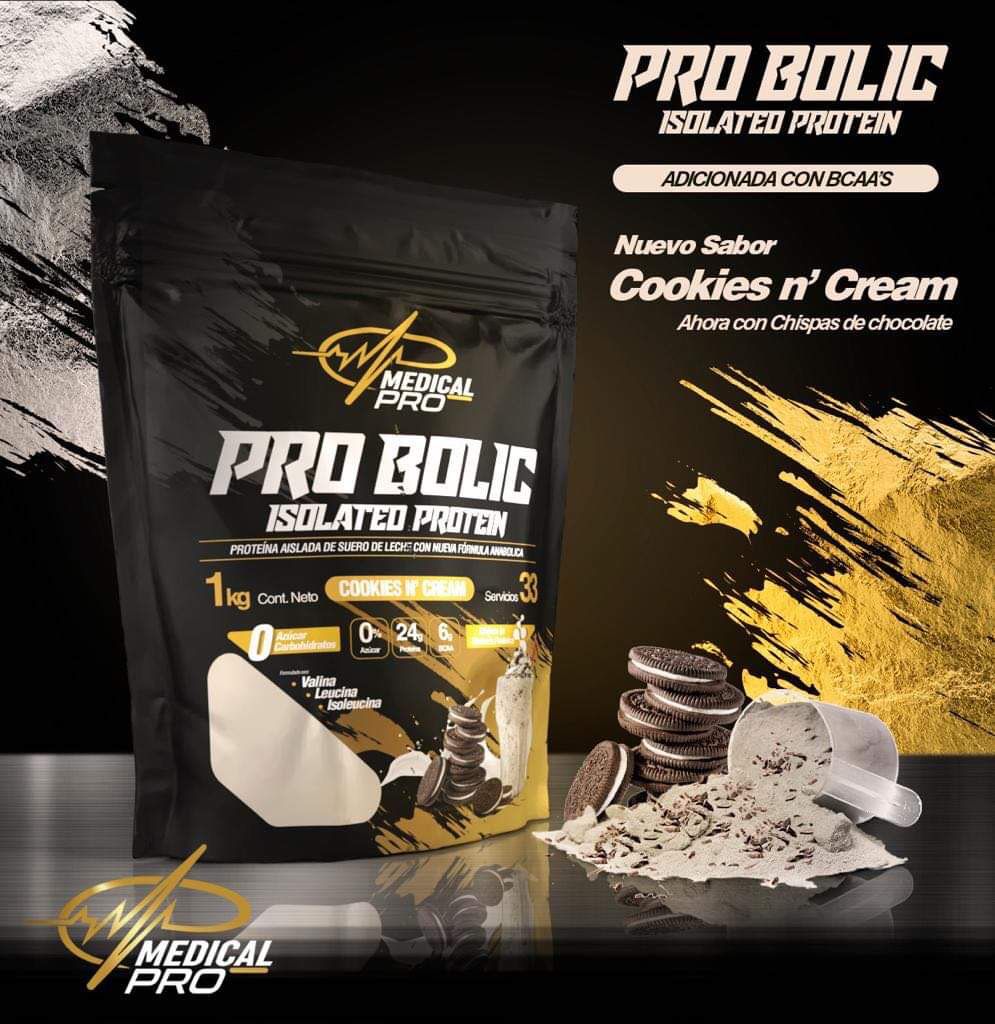 PRO BOLIC
ISOLATED PROTEIN
ADICIONADA CON BCAA'S
Nuevo Sabor
Cookies n' Cream
Ahora con Chispas de chocolate
MEDICAL
PRO
PRO BOLIC
ISOLATED PROTEIN
PROTEÍNA AISLADA DE SUERO DE LECHE CON NUEVA FÓRMULA ANABOLICA
1kg Cont. Neto COOKIES N' CREAM Servicios 33
0 Azúcar
Carbohidratos
0% Azúcar
24g Proteína
6g BCAA
Valina
Leucina
Isoleucina
MEDICAL
PRO